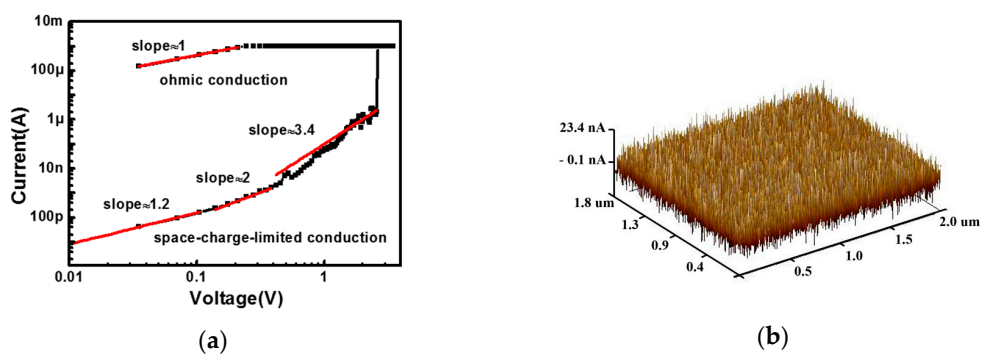 10m
100μ
1μ
10n
100p
Current(A)
slope≈1
ohmic conduction
slope≈3.4
slope≈2
slope≈1.2
space-charge-limited conduction
0.01
0.1
1
Voltage(V)
(a)
23.4 nA
- 0.1 nA
1.8 um
1.3
0.9
0.4
2.0 um
1.5
1.0
0.5
(b)